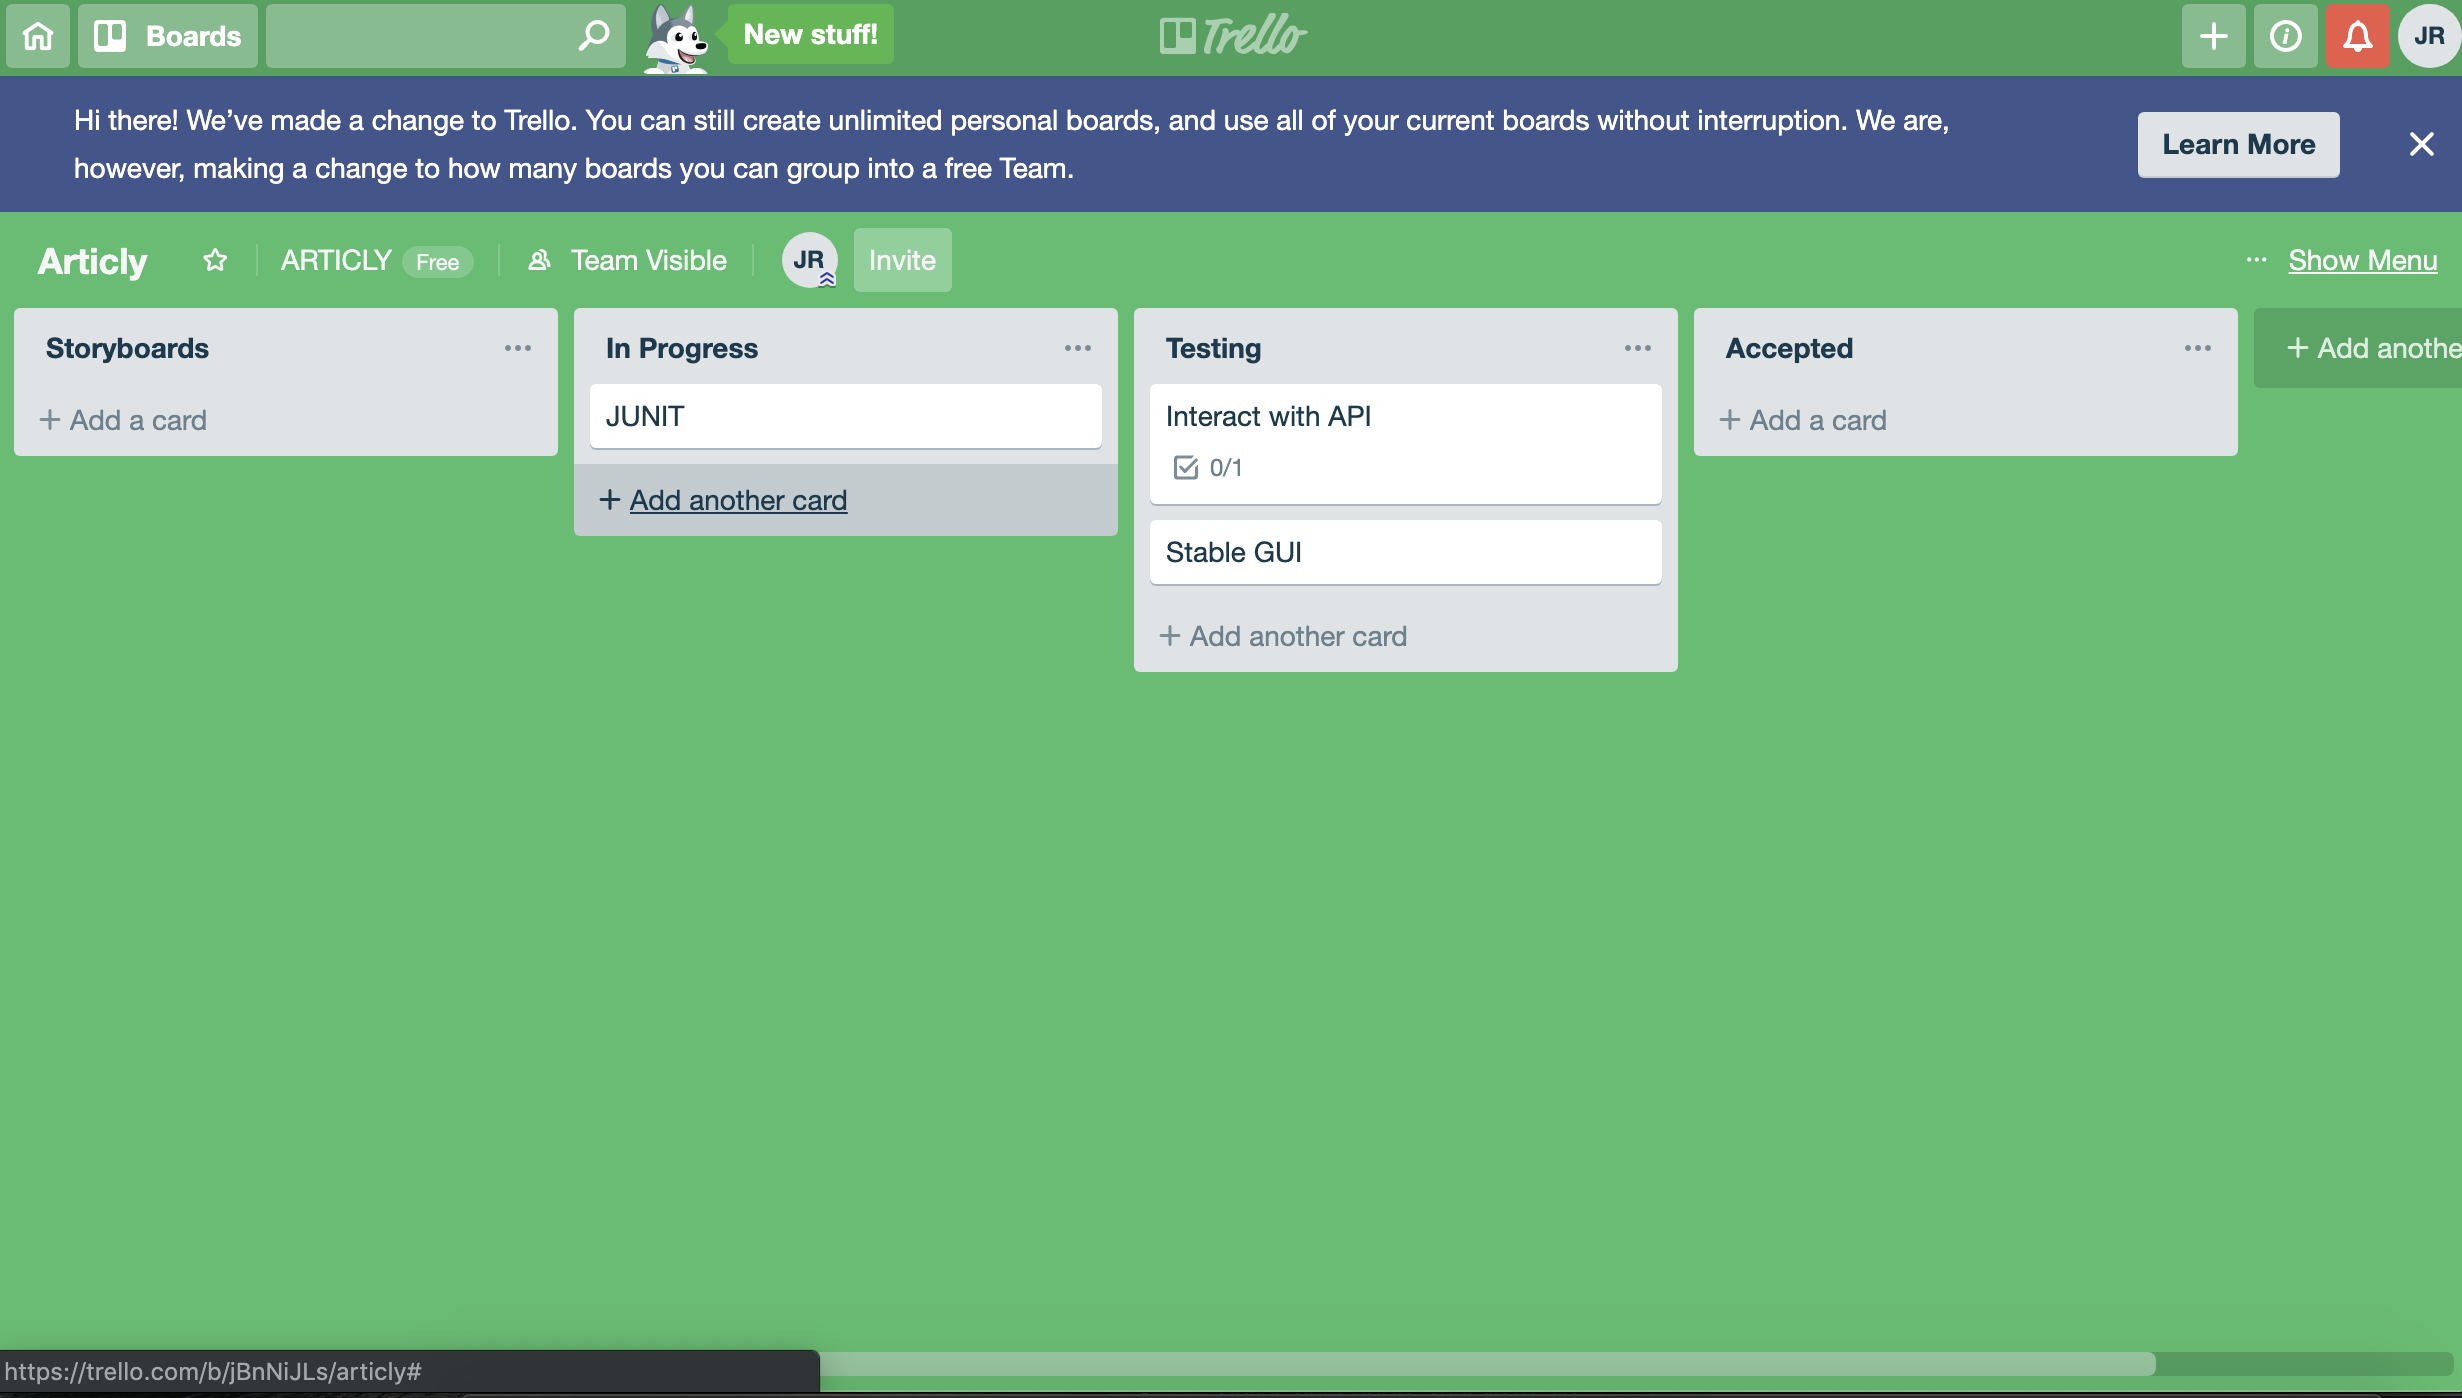 Boards
New stuff!
Trello
JR
Hi there! We’ve made a change to Trello. You can still create unlimited personal boards, and use all of your current boards without interruption. We are,
however, making a change to how many boards you can group into a free Team.
Learn More
Articly
ARTICLY Free
Team Visible
JR
Invite
Show Menu
Storyboards
+ Add a card
In Progress
JUNIT
+ Add another card
Testing
Interact with API
0/1
Stable GUI
+ Add another card
Accepted
+ Add a card
+ Add anothe
https://trello.com/b/jBnNiJLs/articly#